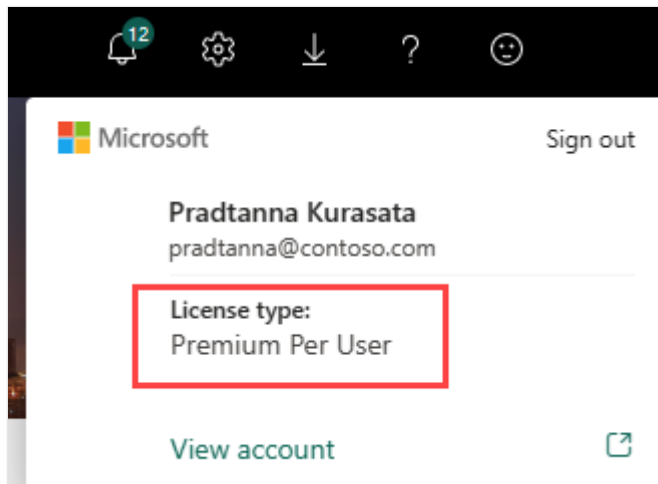 12
?
Microsoft
Sign out
Pradtanna Kurasata
pradtanna@contoso.com
License type:
Premium Per User
View account